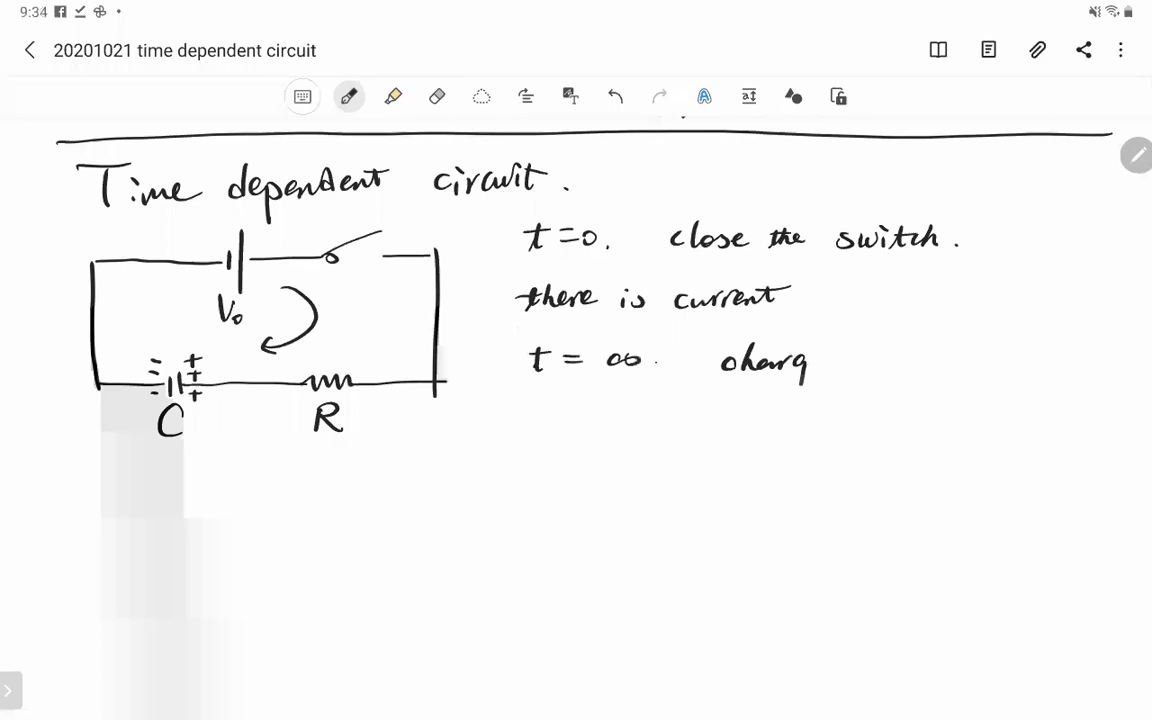 9:34
20201021 time dependent circuit
Time dependent circuit.
t=0. close the switch.
V₀
there is current
t = ∞. charg
- - - + + +
C R